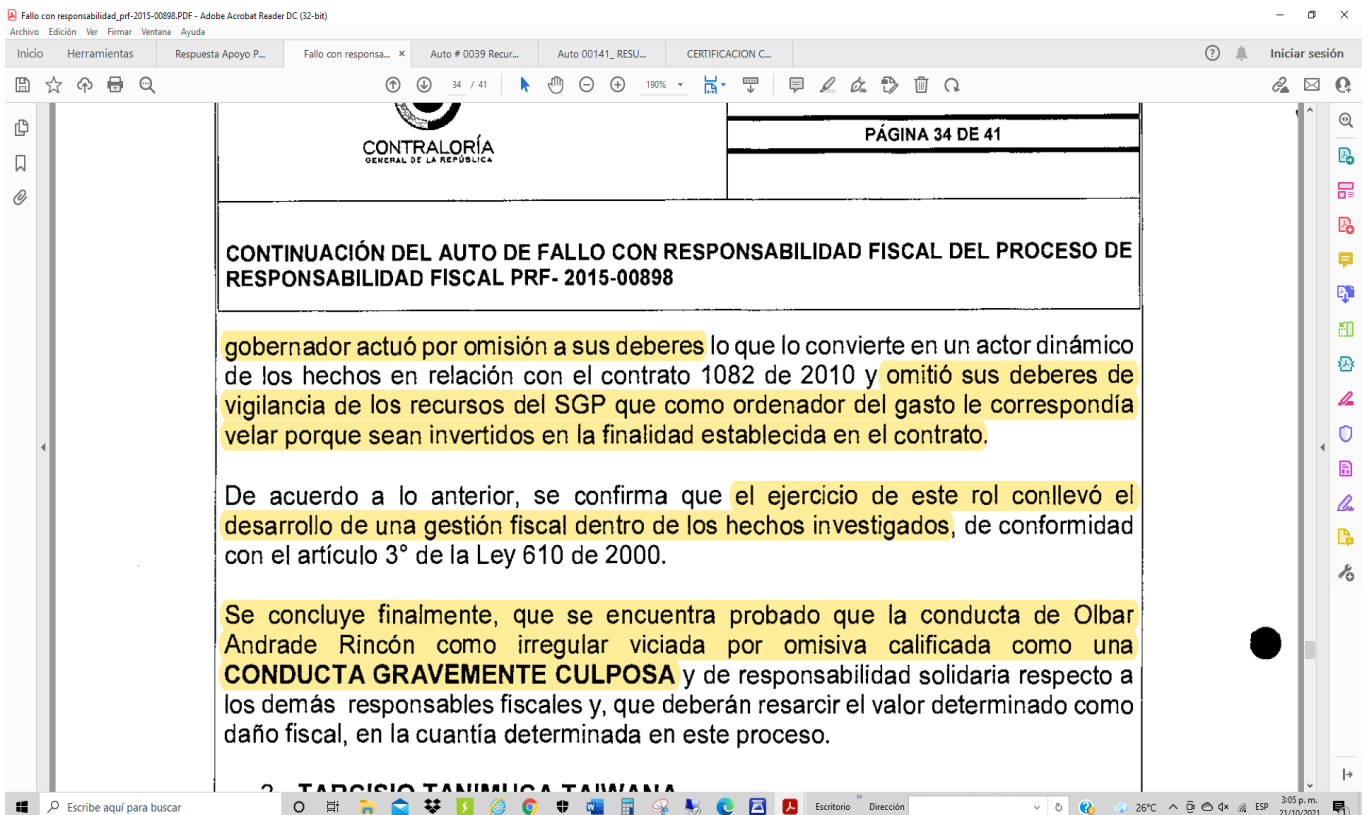 Fallo con responsabilidad_prf-2015-00898.PDF - Adobe Acrobat Reader DC (32-bit)
Archivo Edición Ver Firmar Ventana Ayuda
Inicio Herramientas Respuesta Apoyo P... Fallo con responsa... × Auto # 0039 Recur... Auto 00141_ RESU... CERTIFICACION C... Iniciar sesión
34 / 41 190%
CONTRALORÍA
GENERAL DE LA REPÚBLICA
PÁGINA 34 DE 41
CONTINUACIÓN DEL AUTO DE FALLO CON RESPONSABILIDAD FISCAL DEL PROCESO DE
RESPONSABILIDAD FISCAL PRF- 2015-00898
gobernador actuó por omisión a sus deberes lo que lo convierte en un actor dinámico
de los hechos en relación con el contrato 1082 de 2010 y omitió sus deberes de
vigilancia de los recursos del SGP que como ordenador del gasto le correspondía
velar porque sean invertidos en la finalidad establecida en el contrato.
De acuerdo a lo anterior, se confirma que el ejercicio de este rol conllevó el
desarrollo de una gestión fiscal dentro de los hechos investigados, de conformidad
con el artículo 3° de la Ley 610 de 2000.
Se concluye finalmente, que se encuentra probado que la conducta de Olbar
Andrade Rincón como irregular viciada por omisiva calificada como una
CONDUCTA GRAVEMENTE CULPOSA y de responsabilidad solidaria respecto a
los demás responsables fiscales y, que deberán resarcir el valor determinado como
daño fiscal, en la cuantía determinada en este proceso.
TARCISIO TANIMUCA TAIWANA
Escribe aquí para buscar Escritorio Dirección 26°C ESP 3:05 p. m.
21/10/2021